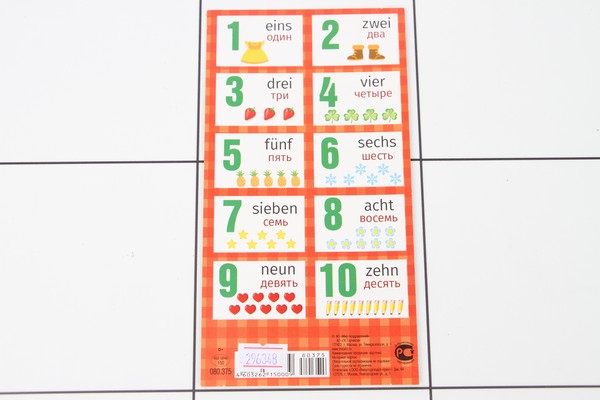 1 eins
один
2 zwei
два
3 drei
три
4 vier
четыре
5 fünf
пять
6 sechs
шесть
7 sieben
семь
8 acht
восемь
9 neun
девять
10 zehn
десять
296348
80375
080.375